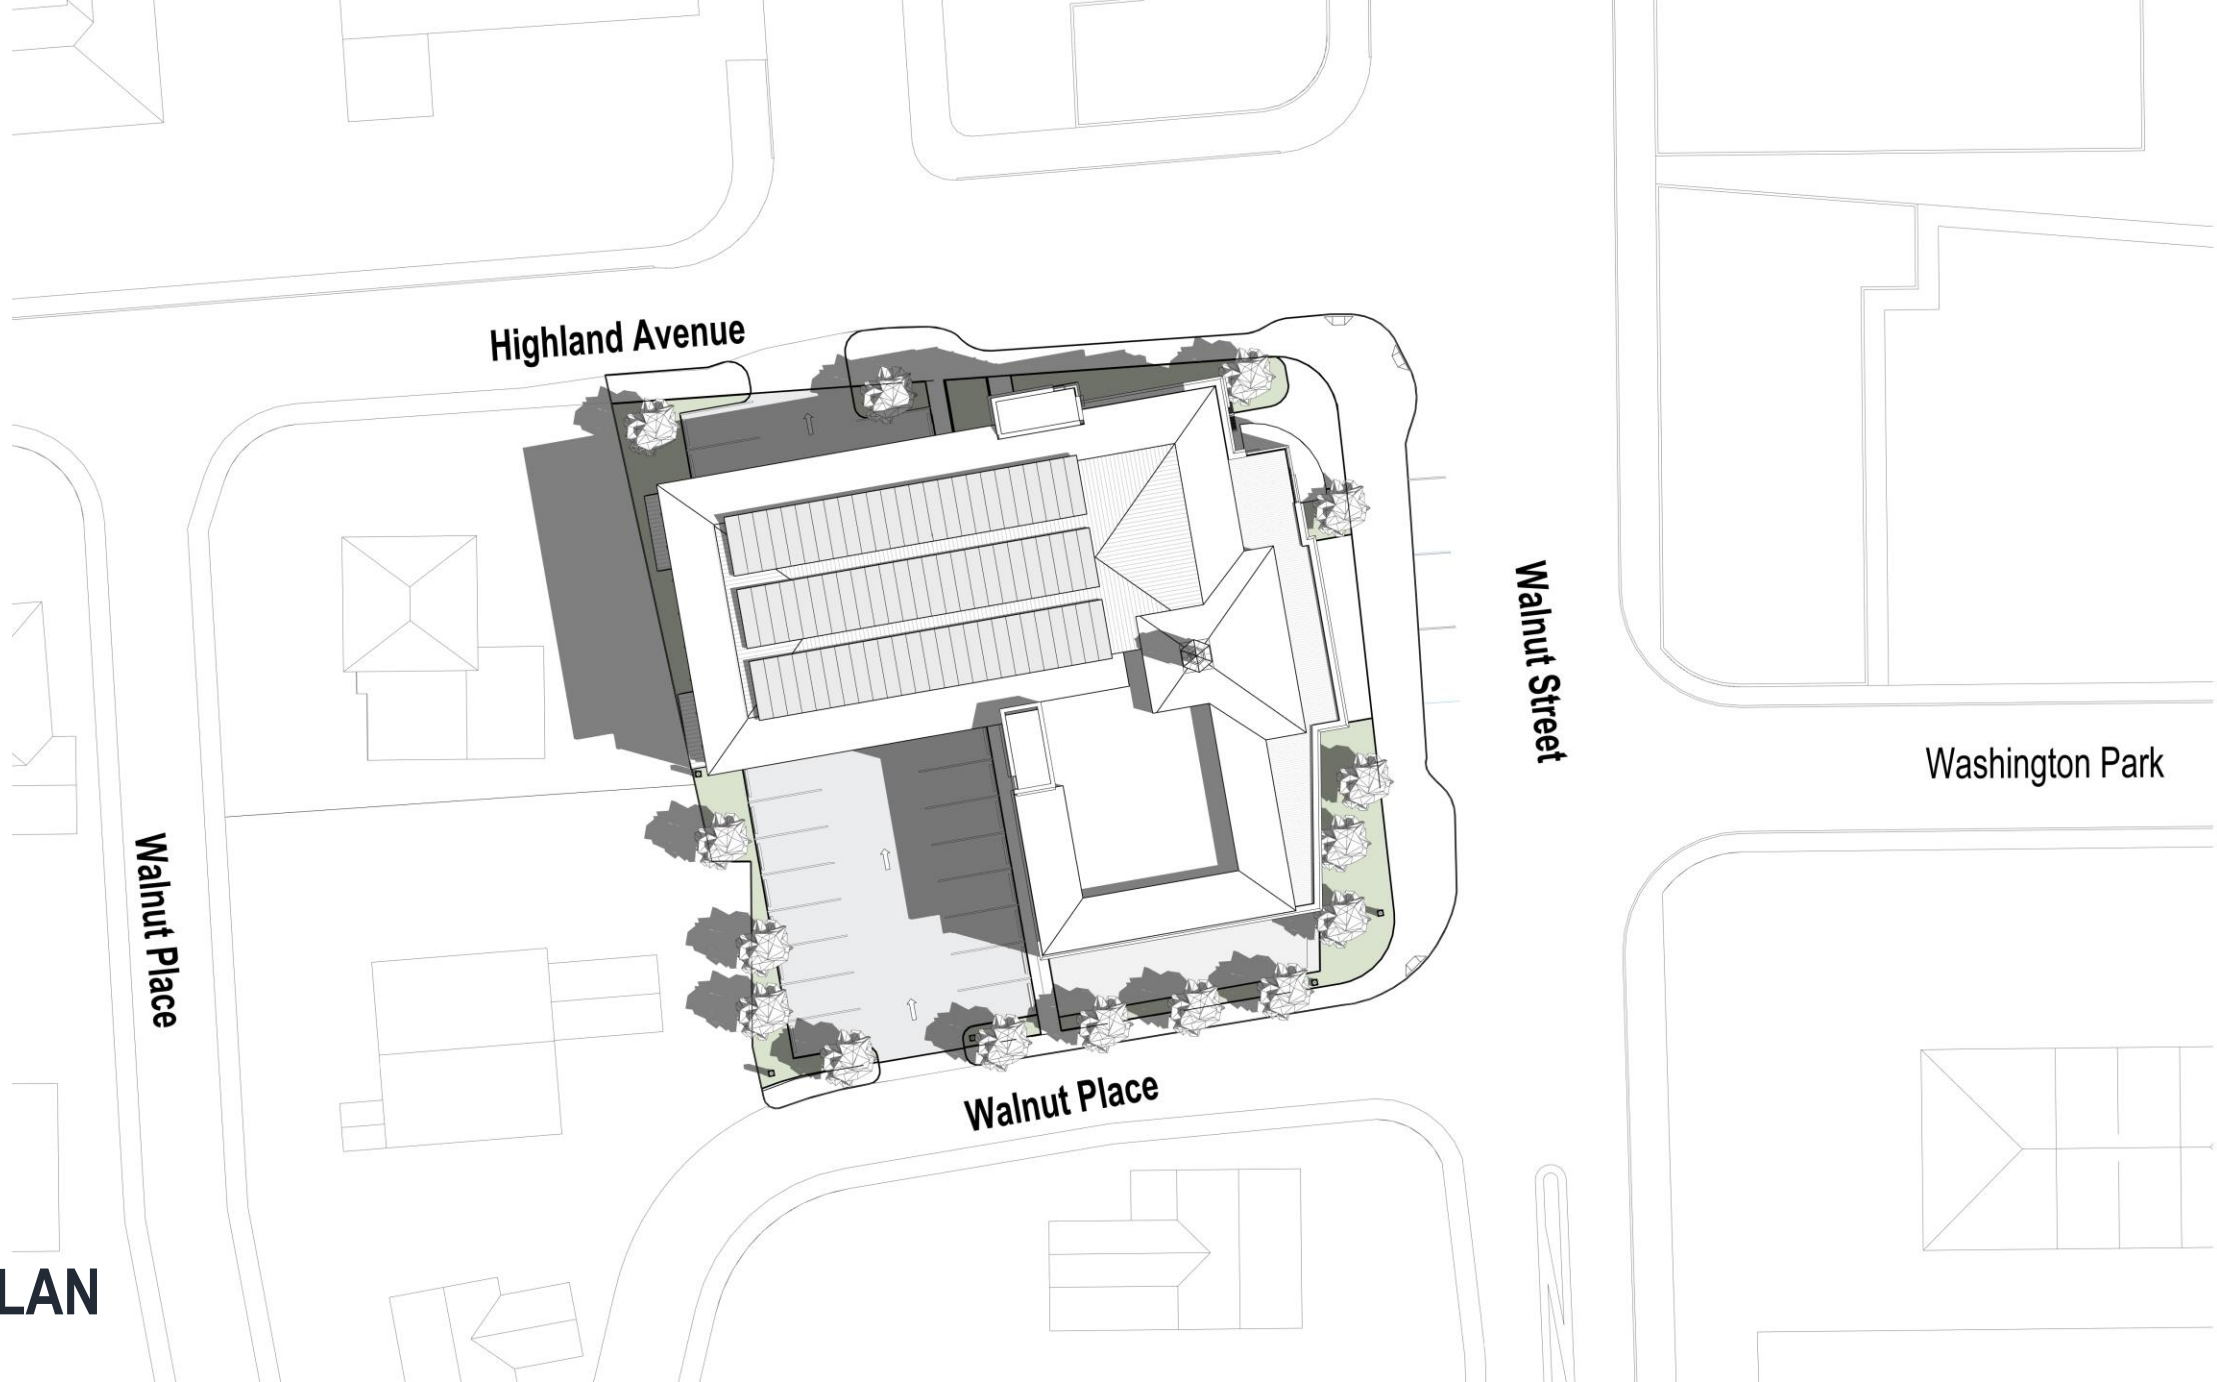 Highland Avenue
Walnut Street
Washington Park
Walnut Place
Walnut Place
LAN